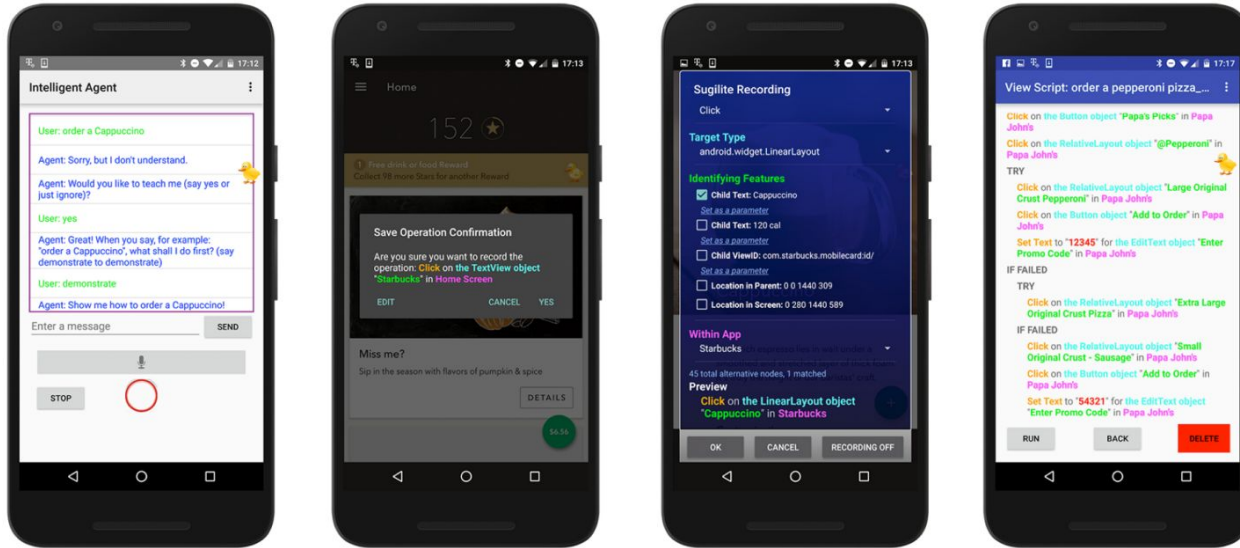 17:12
Intelligent Agent
User: order a Cappuccino
Agent: Sorry, but I don't understand.
Agent: Would you like to teach me (say yes or
just ignore)?
User: yes
Agent: Great! When you say, for example:
"order a Cappuccino", what shall I do first? (say
demonstrate to demonstrate)
User: demonstrate
Agent: Show me how to order a Cappuccino!
Enter a message
SEND
STOP
17:13
Home
152
1 Free drink or food Reward
Collect 98 more Stars for another Reward
Save Operation Confirmation
Are you sure you want to record the
operation: Click on the TextView object
"Starbucks" in Home Screen
EDIT CANCEL YES
Miss me?
Sip in the season with flavors of pumpkin & spice
DETAILS
$6.56
17:13
Sugilite Recording
Click
Target Type
android.widget.LinearLayout
Identifying Features
Child Text: Cappuccino
Set as a parameter
Child Text: 120 cal
Set as a parameter
Child ViewID: com.starbucks.mobilecard:id/
Set as a parameter
Location in Parent: 0 0 1440 309
Location in Screen: 0 280 1440 589
Within App
Starbucks
45 total alternative nodes, 1 matched
Preview
Click on the LinearLayout object
"Cappuccino" in Starbucks
OK CANCEL RECORDING OFF
17:17
View Script: order a pepperoni pizza_...
Click on the Button object "Papa's Picks" in Papa
John's
Click on the RelativeLayout object "@Pepperoni" in
Papa John's
TRY
Click on the RelativeLayout object "Large Original
Crust Pepperoni" in Papa John's
Click on the Button object "Add to Order" in Papa
John's
Set Text to "12345" for the EditText object "Enter
Promo Code" in Papa John's
IF FAILED
TRY
Click on the RelativeLayout object "Extra Large
Original Crust Pizza" in Papa John's
IF FAILED
Click on the RelativeLayout object "Small
Original Crust - Sausage" in Papa John's
Click on the Button object "Add to Order" in
Papa John's
Set Text to "54321" for the EditText object
"Enter Promo Code" in Papa John's
RUN BACK DELETE